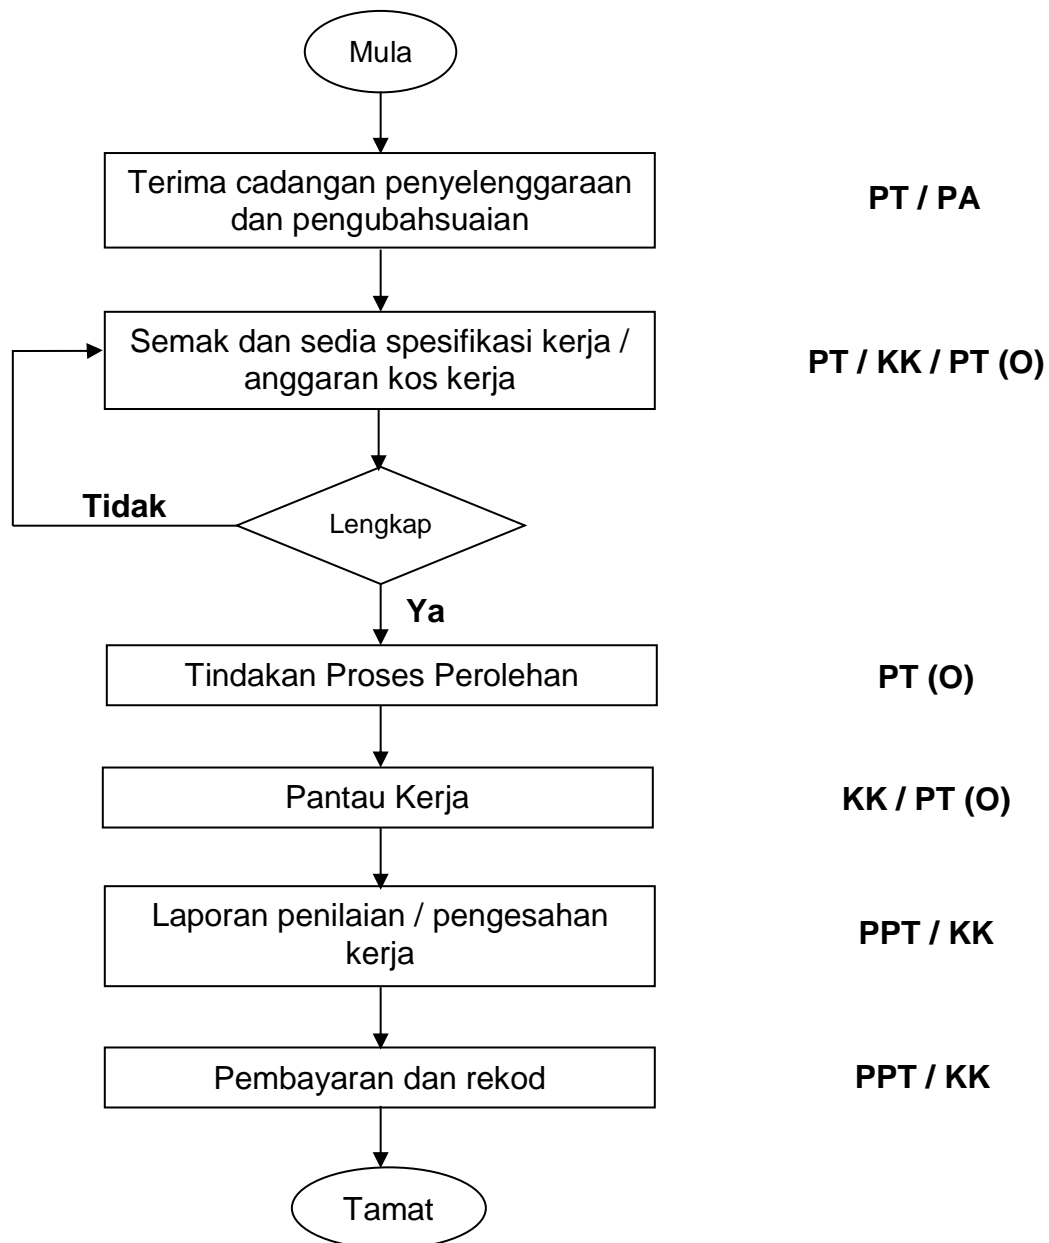 Mula
Terima cadangan penyelenggaraan
dan pengubahsuaian
PT / PA
Semak dan sedia spesifikasi kerja /
anggaran kos kerja
PT / KK / PT (O)
Tidak
Lengkap
Ya
Tindakan Proses Perolehan
PT (O)
Pantau Kerja
KK / PT (O)
Laporan penilaian / pengesahan
kerja
PPT / KK
Pembayaran dan rekod
PPT / KK
Tamat